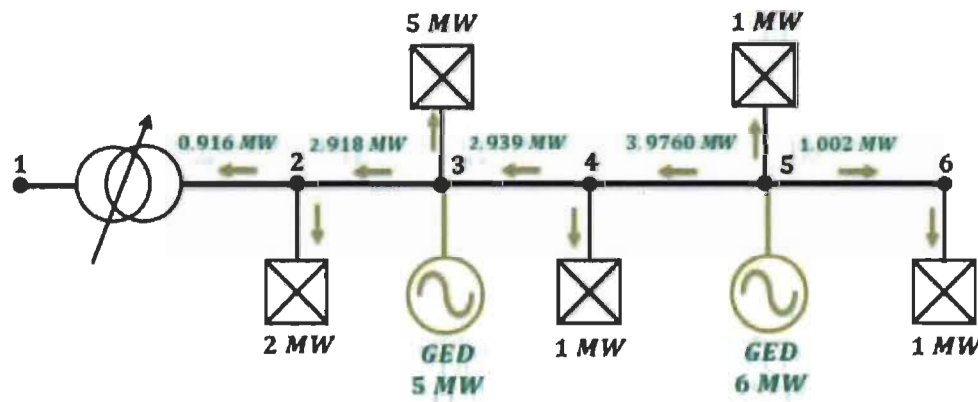 5 MW
1 MW
0.916 MW
2.918 MW
2.939 MW
3.9760 MW
1.002 MW
1
2
3
4
5
6
2 MW
GED
5 MW
1 MW
GED
6 MW
1 MW